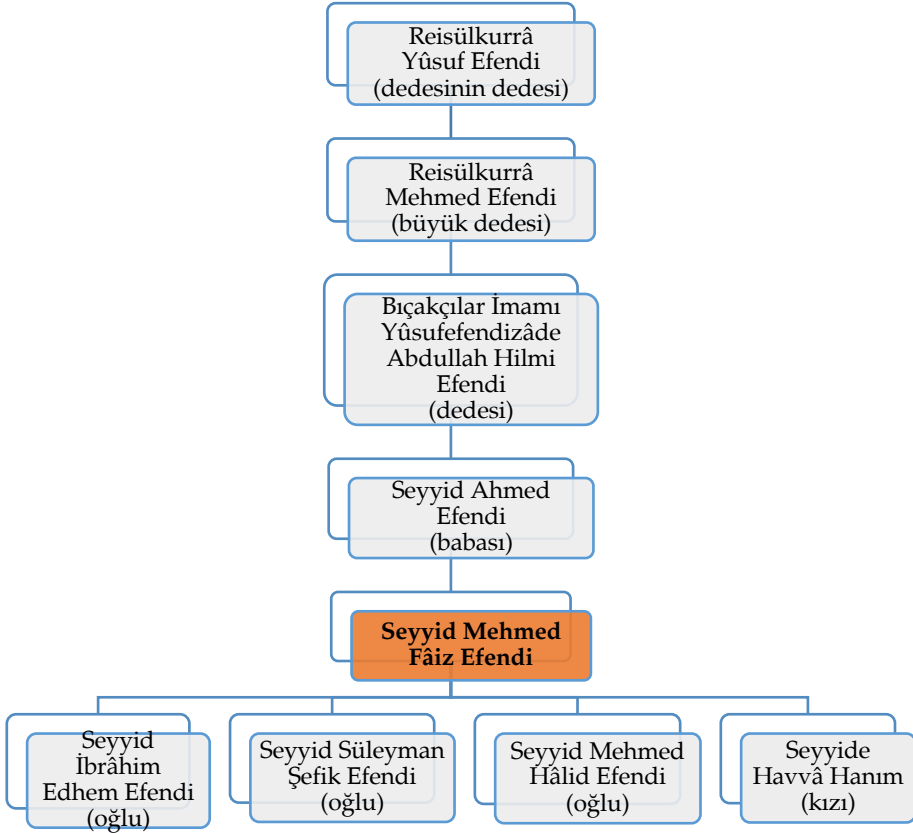 Reisülkurrâ
Yûsuf Efendi
(dedesinin dedesi)
Reisülkurrâ
Mehmed Efendi
(büyük dedesi)
Bıçakçılar İmamı
Yûsufefendizâde
Abdullah Hilmi
Efendi
(dedesi)
Seyyid Ahmed
Efendi
(babası)
Seyyid Mehmed
Fâiz Efendi
Seyyid
İbrâhim
Edhem Efendi
(oğlu)
Seyyid Süleyman
Şefik Efendi
(oğlu)
Seyyid Mehmed
Hâlid Efendi
(oğlu)
Seyyide
Havvâ Hanım
(kızı)